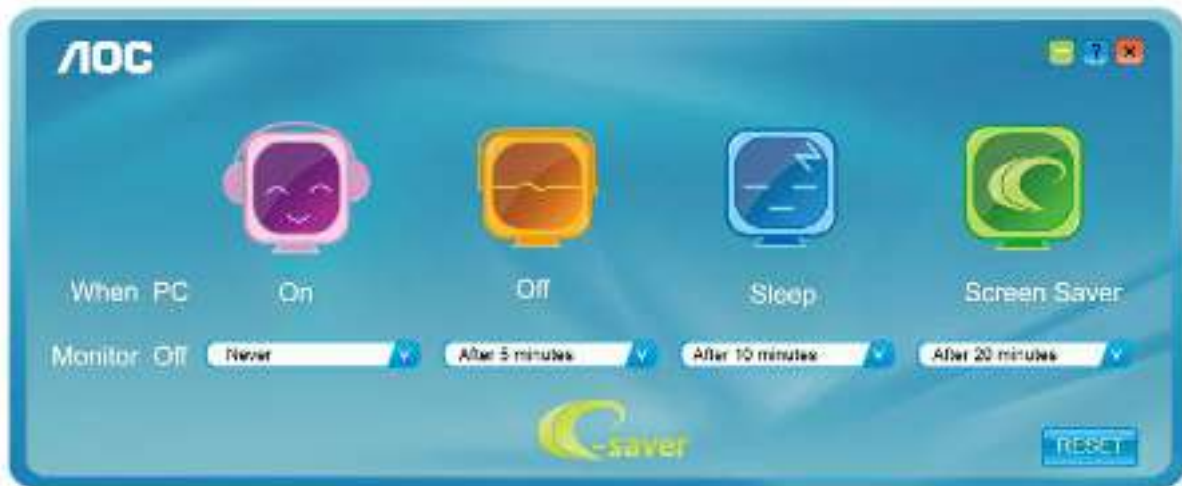 AOC
?
When PC On Off Sleep Screen Saver
Monitor Off Never After 5 minutes After 10 minutes After 20 minutes
e-saver
RESET